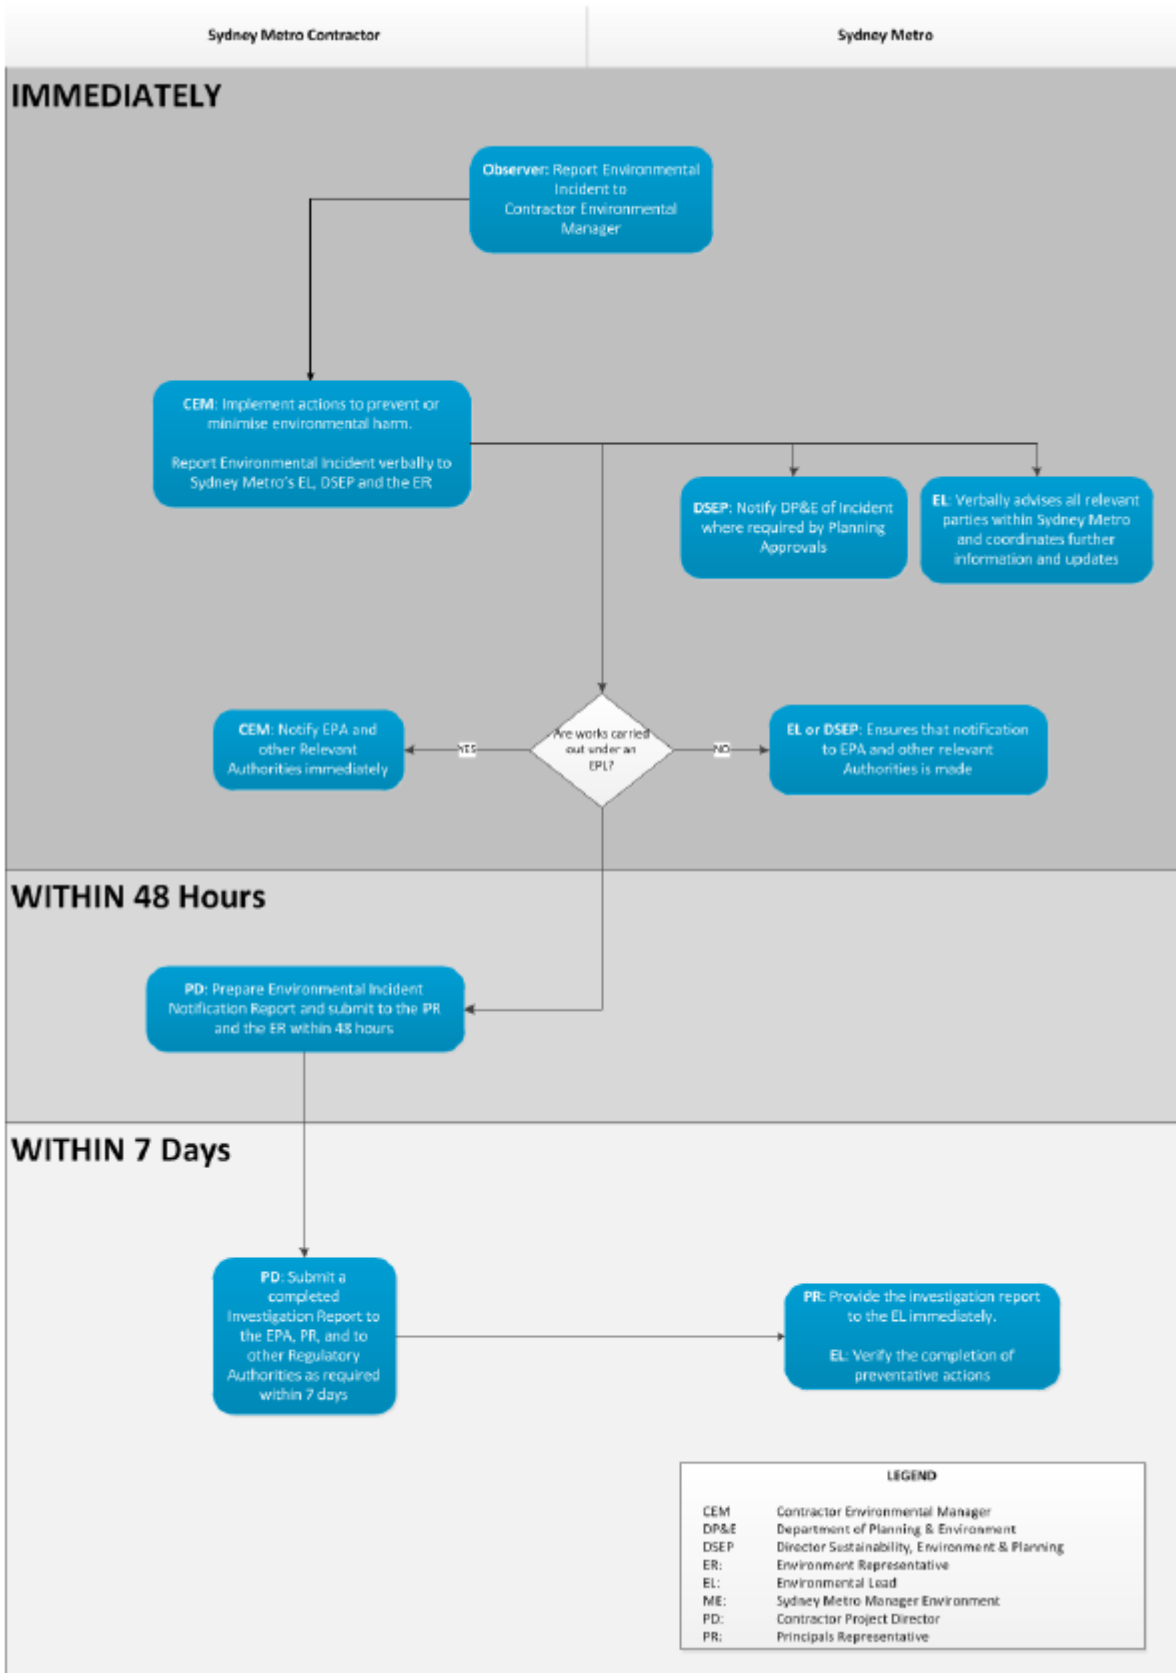 Sydney Metro Contractor
Sydney Metro
IMMEDIATELY
Observer: Report Environmental
Incident to
Contractor Environmental
Manager
CEM: Implement actions to prevent or
minimise environmental harm.
Report Environmental Incident verbally to
Sydney Metro's EL, DSEP and the ER
DSEP: Notify DP&E of Incident
where required by Planning
Approvals
EL: Verbally advises all relevant
parties within Sydney Metro
and coordinates further
information and updates
CEM: Notify EPA and
other Relevant
Authorities immediately
YES
Are works carried
out under an
EPL?
NO
EL or DSEP: Ensures that notification
to EPA and other relevant
Authorities is made
WITHIN 48 Hours
PD: Prepare Environmental Incident
Notification Report and submit to the PR
and the ER within 48 hours
WITHIN 7 Days
PD: Submit a
completed
Investigation Report to
the EPA, PR, and to
other Regulatory
Authorities as required
within 7 days
PR: Provide the investigation report
to the EL immediately.
EL: Verify the completion of
preventative actions
LEGEND
CEM Contractor Environmental Manager
DP&E Department of Planning & Environment
DSEP Director Sustainability, Environment & Planning
ER: Environment Representative
EL: Environmental Lead
ME: Sydney Metro Manager Environment
PD: Contractor Project Director
PR: Principals Representative